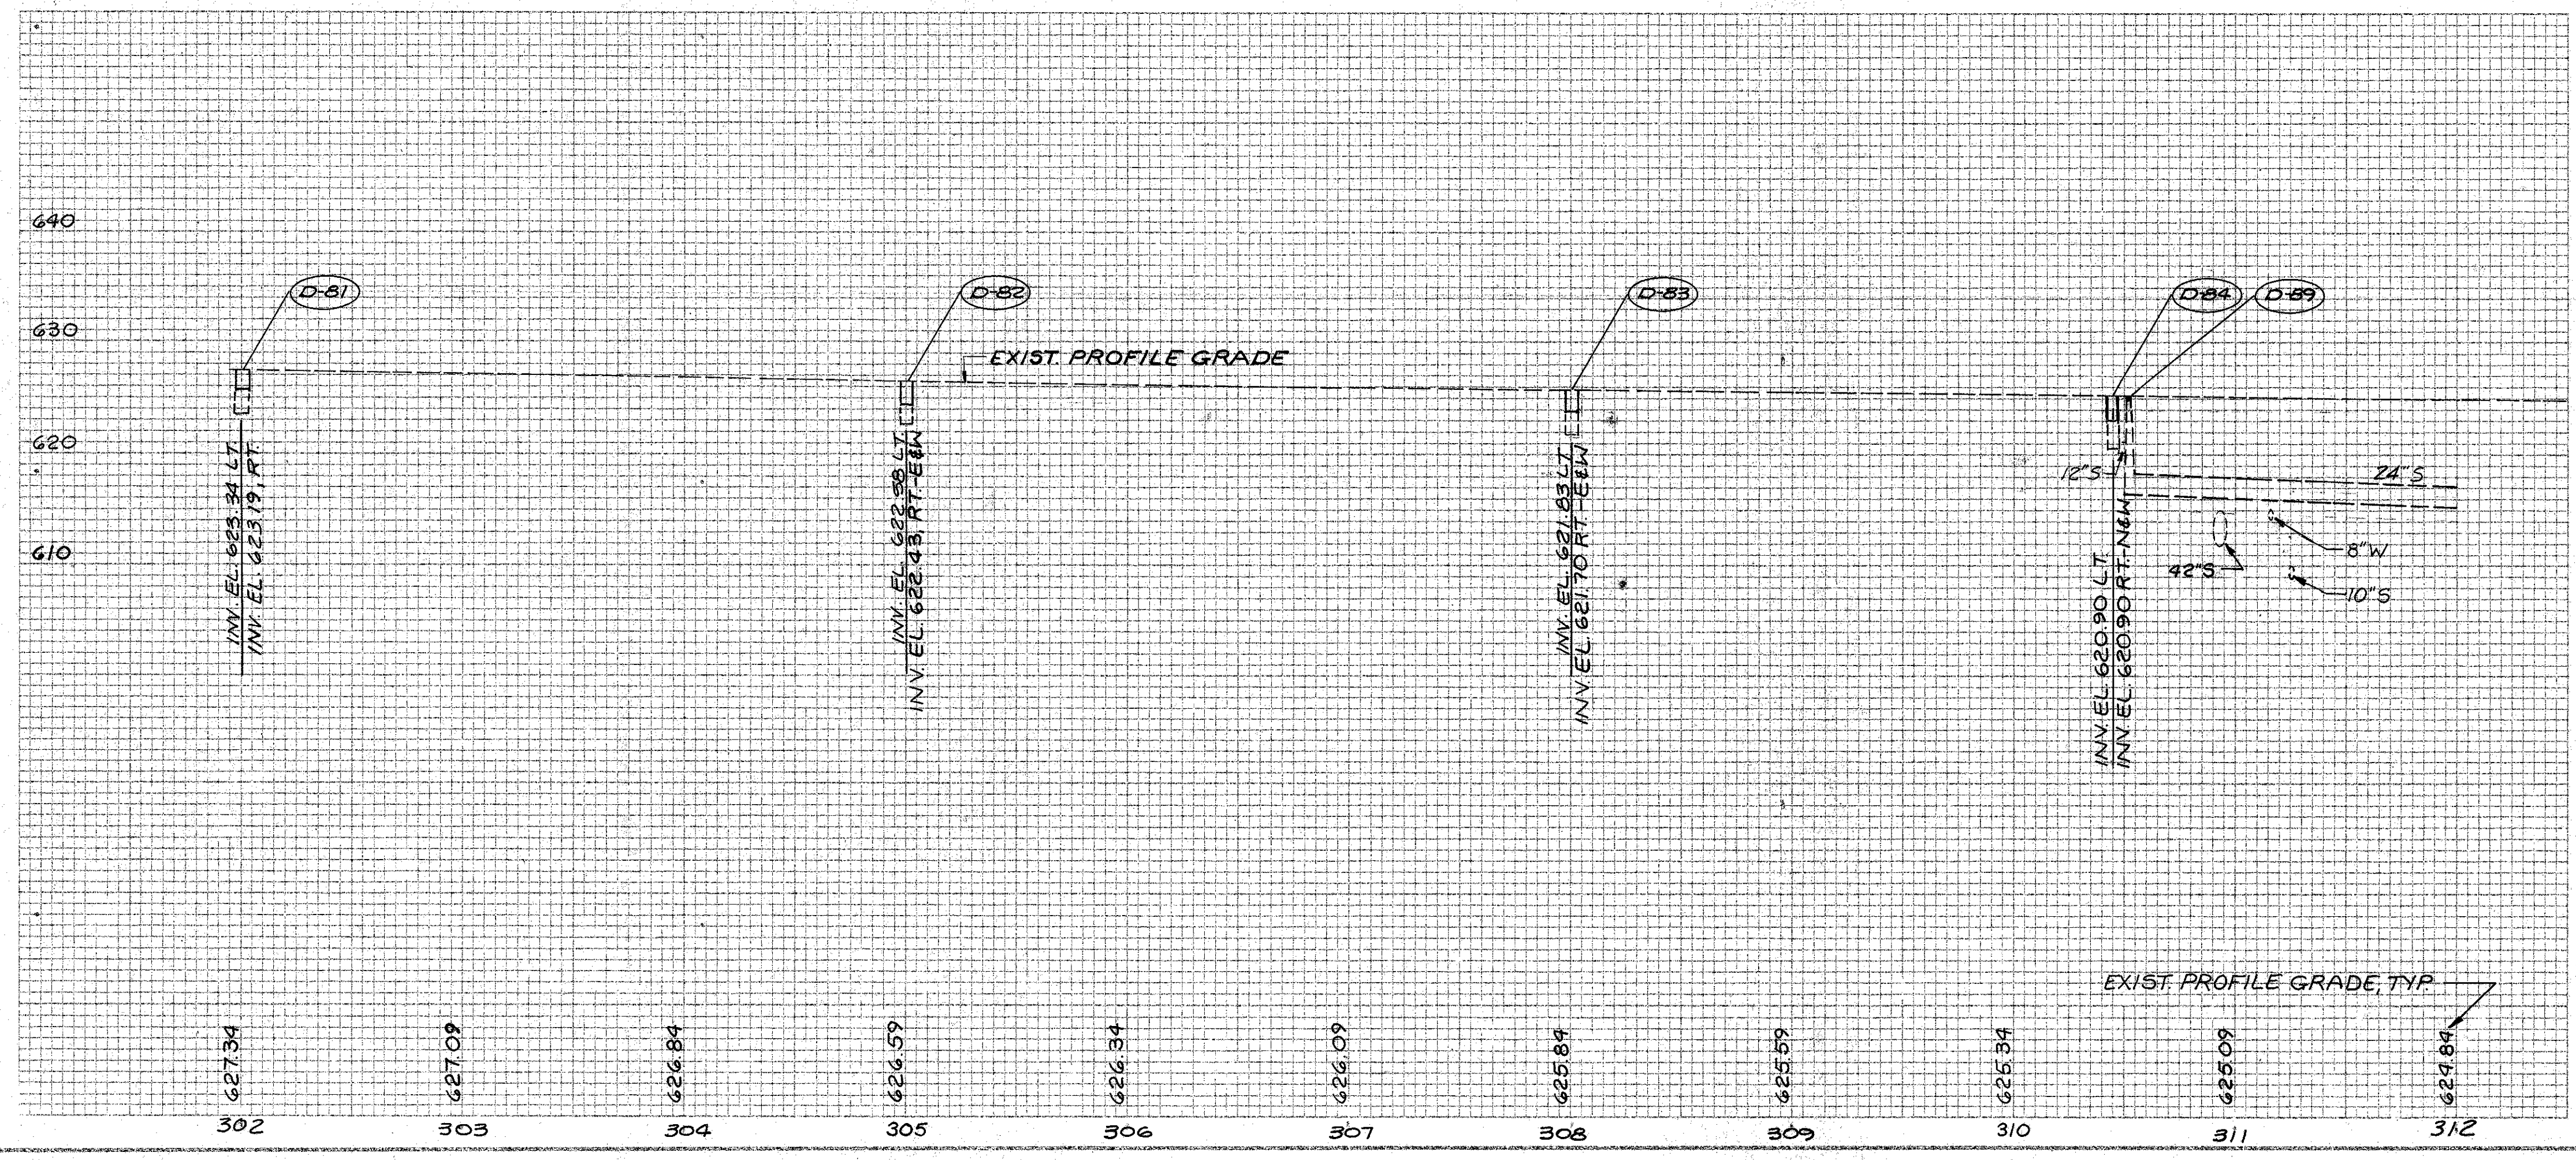 640
630
620
610
D-81
D-82
D-83
D-84
D-89
EXIST. PROFILE GRADE
INV. EL. 623.34 LT.
INV. EL. 623.19, RT.
INV. EL. 622.58 LT.
INV. EL. 622.43, RT.-E&W
INV. EL. 621.83 LT.
INV. EL. 621.70 RT.-E&W
INV. EL. 620.90 LT.
INV. EL. 620.90 RT.-N&W
12"S
24"S
42"S
8"W
10"S
EXIST. PROFILE GRADE, TYP.
627.34
627.09
626.84
626.59
626.34
626.09
625.84
625.59
625.34
625.09
624.84
302
303
304
305
306
307
308
309
310
311
312